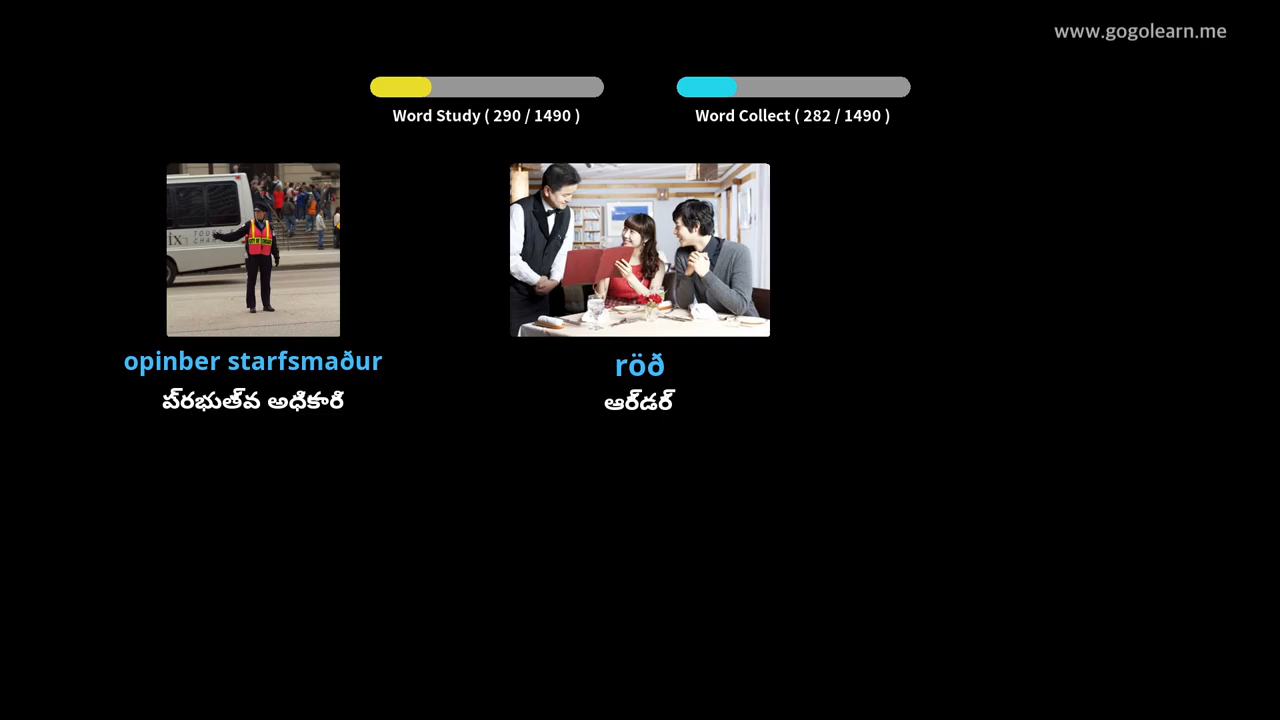 www.gogolearn.me
Word Study ( 290 / 1490 )
Word Collect ( 282 / 1490 )
opinber starfsmaður
ప్రభుత్వ అధికారి
röð
ఆర్డర్